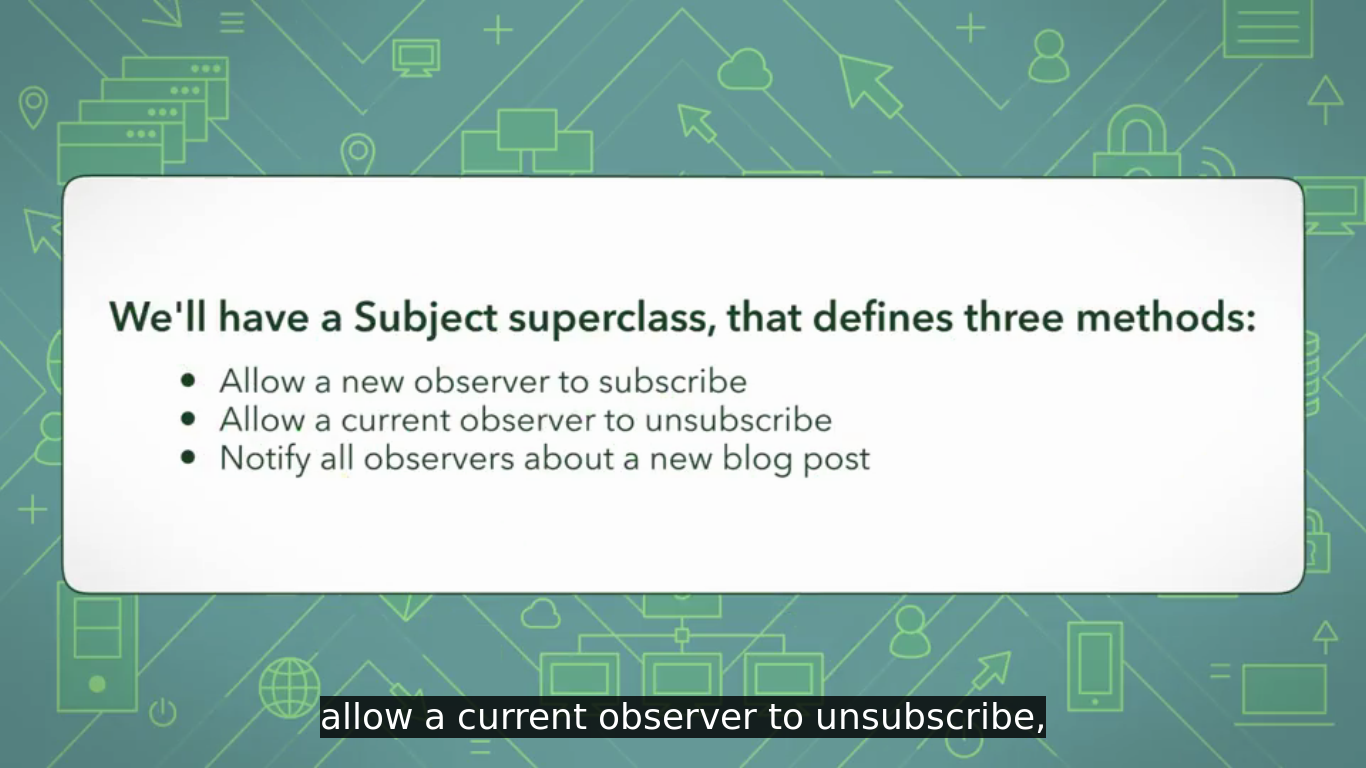 We'll have a Subject superclass, that defines three methods:
• Allow a new observer to subscribe
• Allow a current observer to unsubscribe
• Notify all observers about a new blog post
allow a current observer to unsubscribe,